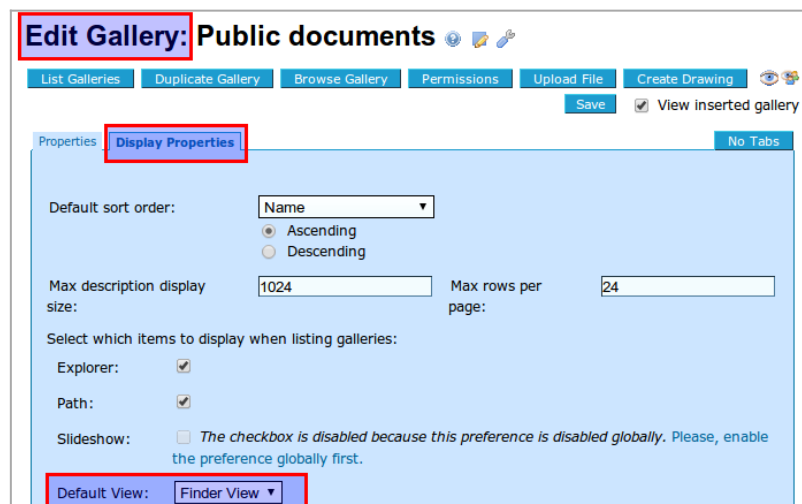 Edit Gallery: Public documents
List Galleries Duplicate Gallery Browse Gallery Permissions Upload File Create Drawing
Save View inserted gallery
Properties Display Properties No Tabs
Default sort order: Name
Ascending
Descending
Max description display size: 1024 Max rows per page: 24
Select which items to display when listing galleries:
Explorer:
Path:
Slideshow: The checkbox is disabled because this preference is disabled globally. Please, enable
the preference globally first.
Default View: Finder View